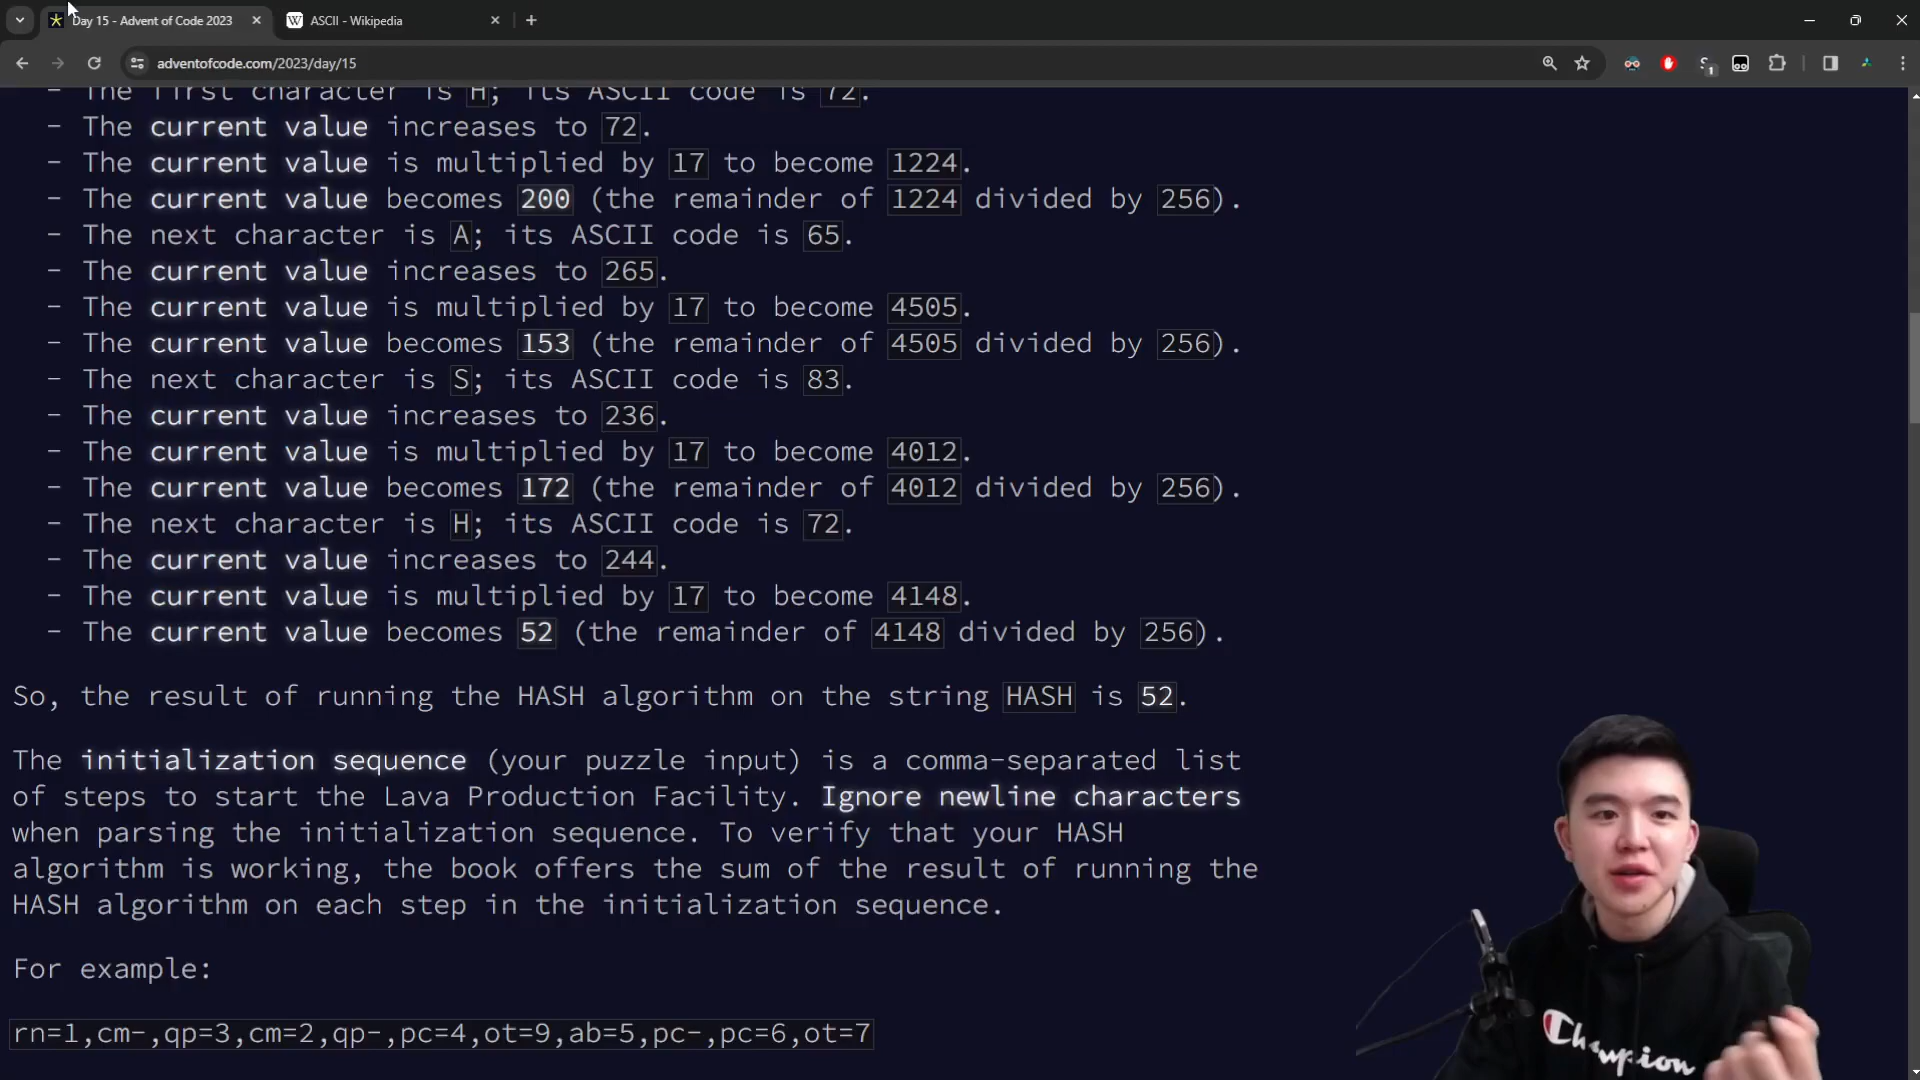 Day 15 - Advent of Code 2023
ASCII - Wikipedia
adventofcode.com/2023/day/15
- The first character is H; its ASCII code is 72.
- The current value increases to 72.
- The current value is multiplied by 17 to become 1224.
- The current value becomes 200 (the remainder of 1224 divided by 256).
- The next character is A; its ASCII code is 65.
- The current value increases to 265.
- The current value is multiplied by 17 to become 4505.
- The current value becomes 153 (the remainder of 4505 divided by 256).
- The next character is S; its ASCII code is 83.
- The current value increases to 236.
- The current value is multiplied by 17 to become 4012.
- The current value becomes 172 (the remainder of 4012 divided by 256).
- The next character is H; its ASCII code is 72.
- The current value increases to 244.
- The current value is multiplied by 17 to become 4148.
- The current value becomes 52 (the remainder of 4148 divided by 256).
So, the result of running the HASH algorithm on the string HASH is 52.
The initialization sequence (your puzzle input) is a comma-separated list
of steps to start the Lava Production Facility. Ignore newline characters
when parsing the initialization sequence. To verify that your HASH
algorithm is working, the book offers the sum of the result of running the
HASH algorithm on each step in the initialization sequence.
For example:
rn=1,cm-,qp=3,cm=2,qp-,pc=4,ot=9,ab=5,pc-,pc=6,ot=7
Champion